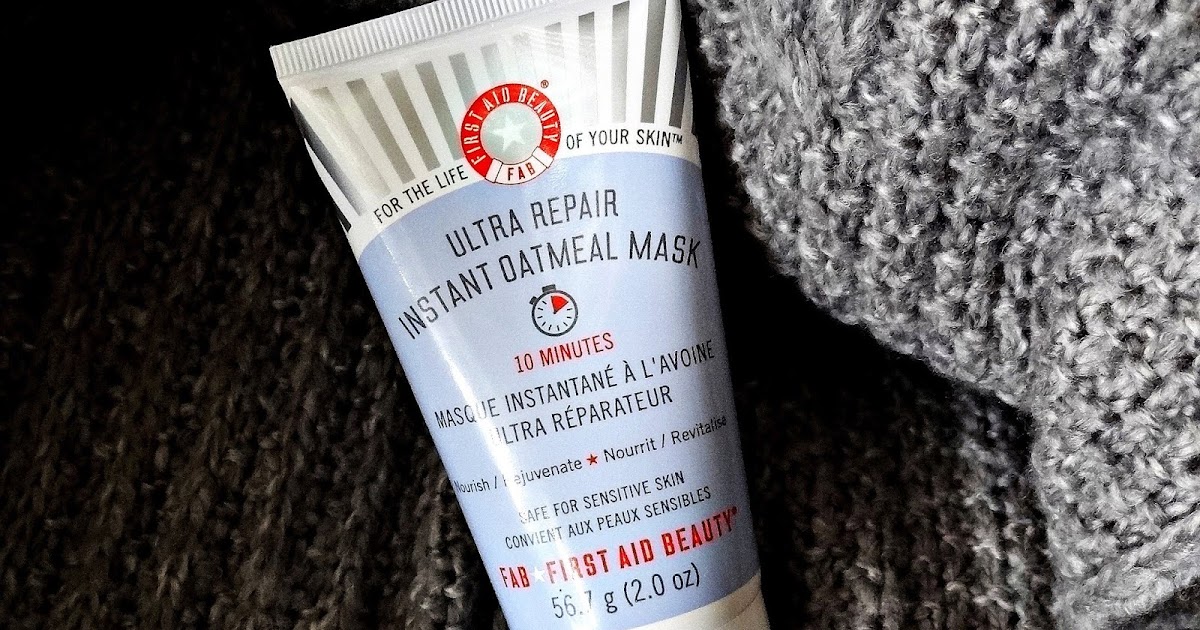 FIRST AID BEAUTY ®
FAB
FOR THE LIFE OF YOUR SKIN™
ULTRA REPAIR
INSTANT OATMEAL MASK
10 MINUTES
MASQUE INSTANTANÉ À L'AVOINE
ULTRA RÉPARATEUR
Nourish / Rejuvenate ★ Nourrit / Revitalise
SAFE FOR SENSITIVE SKIN
CONVIENT AUX PEAUX SENSIBLES
FAB ★ FIRST AID BEAUTY®
56.7 g (2.0 oz)